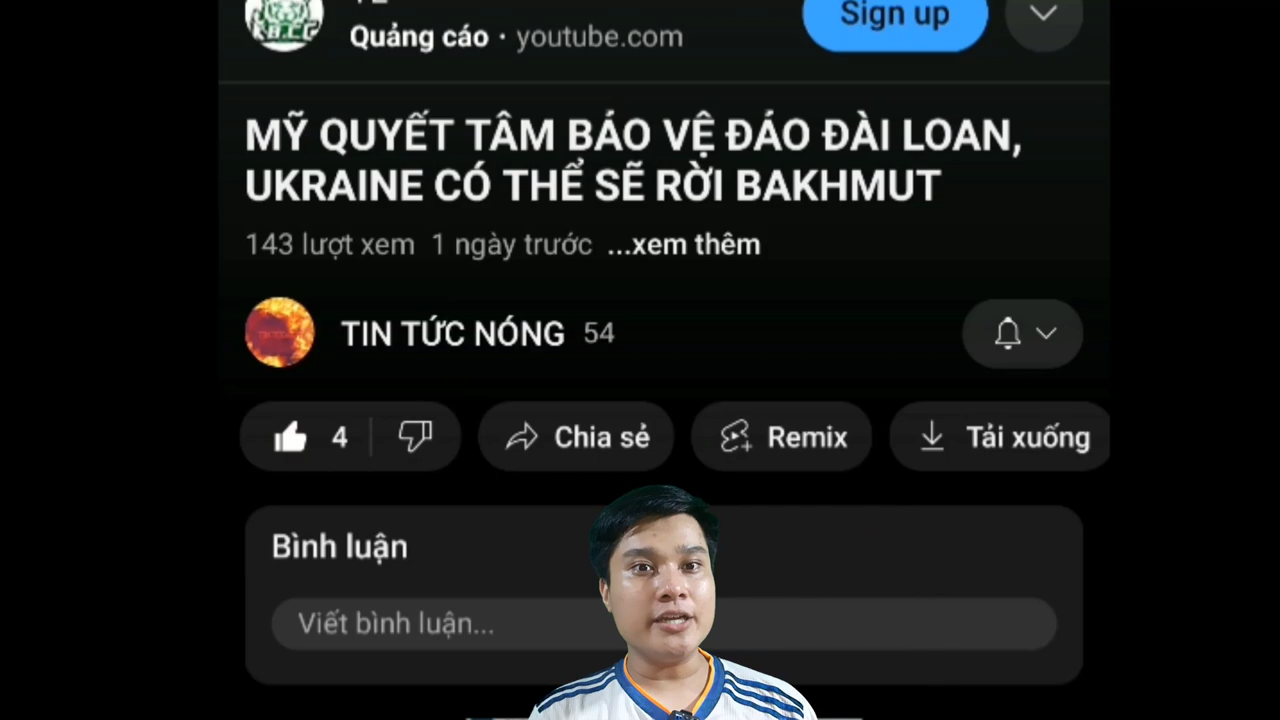 Sign up
Quảng cáo · youtube.com
MỸ QUYẾT TÂM BẢO VỆ ĐẢO ĐÀI LOAN,
UKRAINE CÓ THỂ SẼ RỜI BAKHMUT
143 lượt xem 1 ngày trước ...xem thêm
TIN TỨC NÓNG 54
4 Chia sẻ Remix Tải xuống
Bình luận
Viết bình luận...